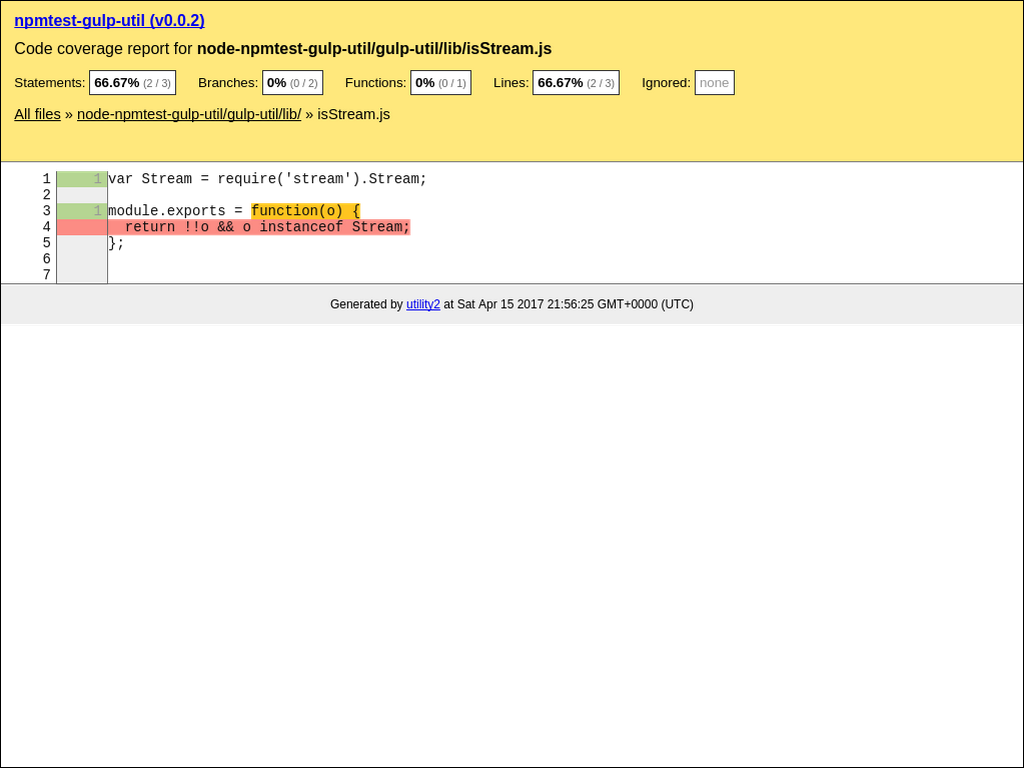 npmtest-gulp-util (v0.0.2)
Code coverage report for node-npmtest-gulp-util/gulp-util/lib/isStream.js
Statements: 66.67% (2 / 3) Branches: 0% (0 / 2) Functions: 0% (0 / 1) Lines: 66.67% (2 / 3) Ignored: none
All files » node-npmtest-gulp-util/gulp-util/lib/ » isStream.js
1 1 var Stream = require('stream').Stream;
2
3 1 module.exports = function(o) {
4 return !!o && o instanceof Stream;
5 };
6
7
Generated by utility2 at Sat Apr 15 2017 21:56:25 GMT+0000 (UTC)